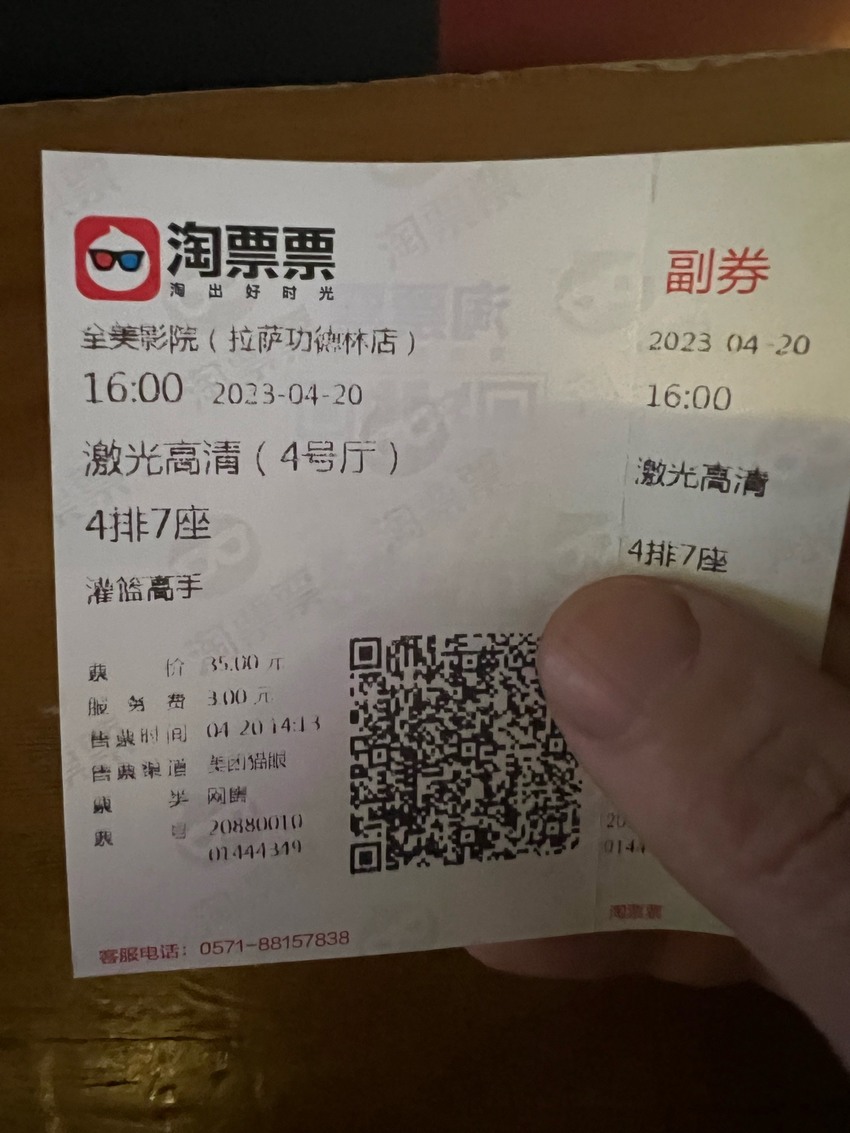 淘票票
淘出好时光
全美影院（拉萨功德林店）
16:00 2023-04-20
激光高清（4号厅）
4排7座
灌篮高手
票价 35.00 元
服务费 3.00 元
售票时间 04-20 14:13
售票渠道 美团猫眼
票类 网售
票号 20880010
01444349
客服电话：0571-88157838
副券
2023-04-20
16:00
激光高清
4排7座
20
0144
淘票票